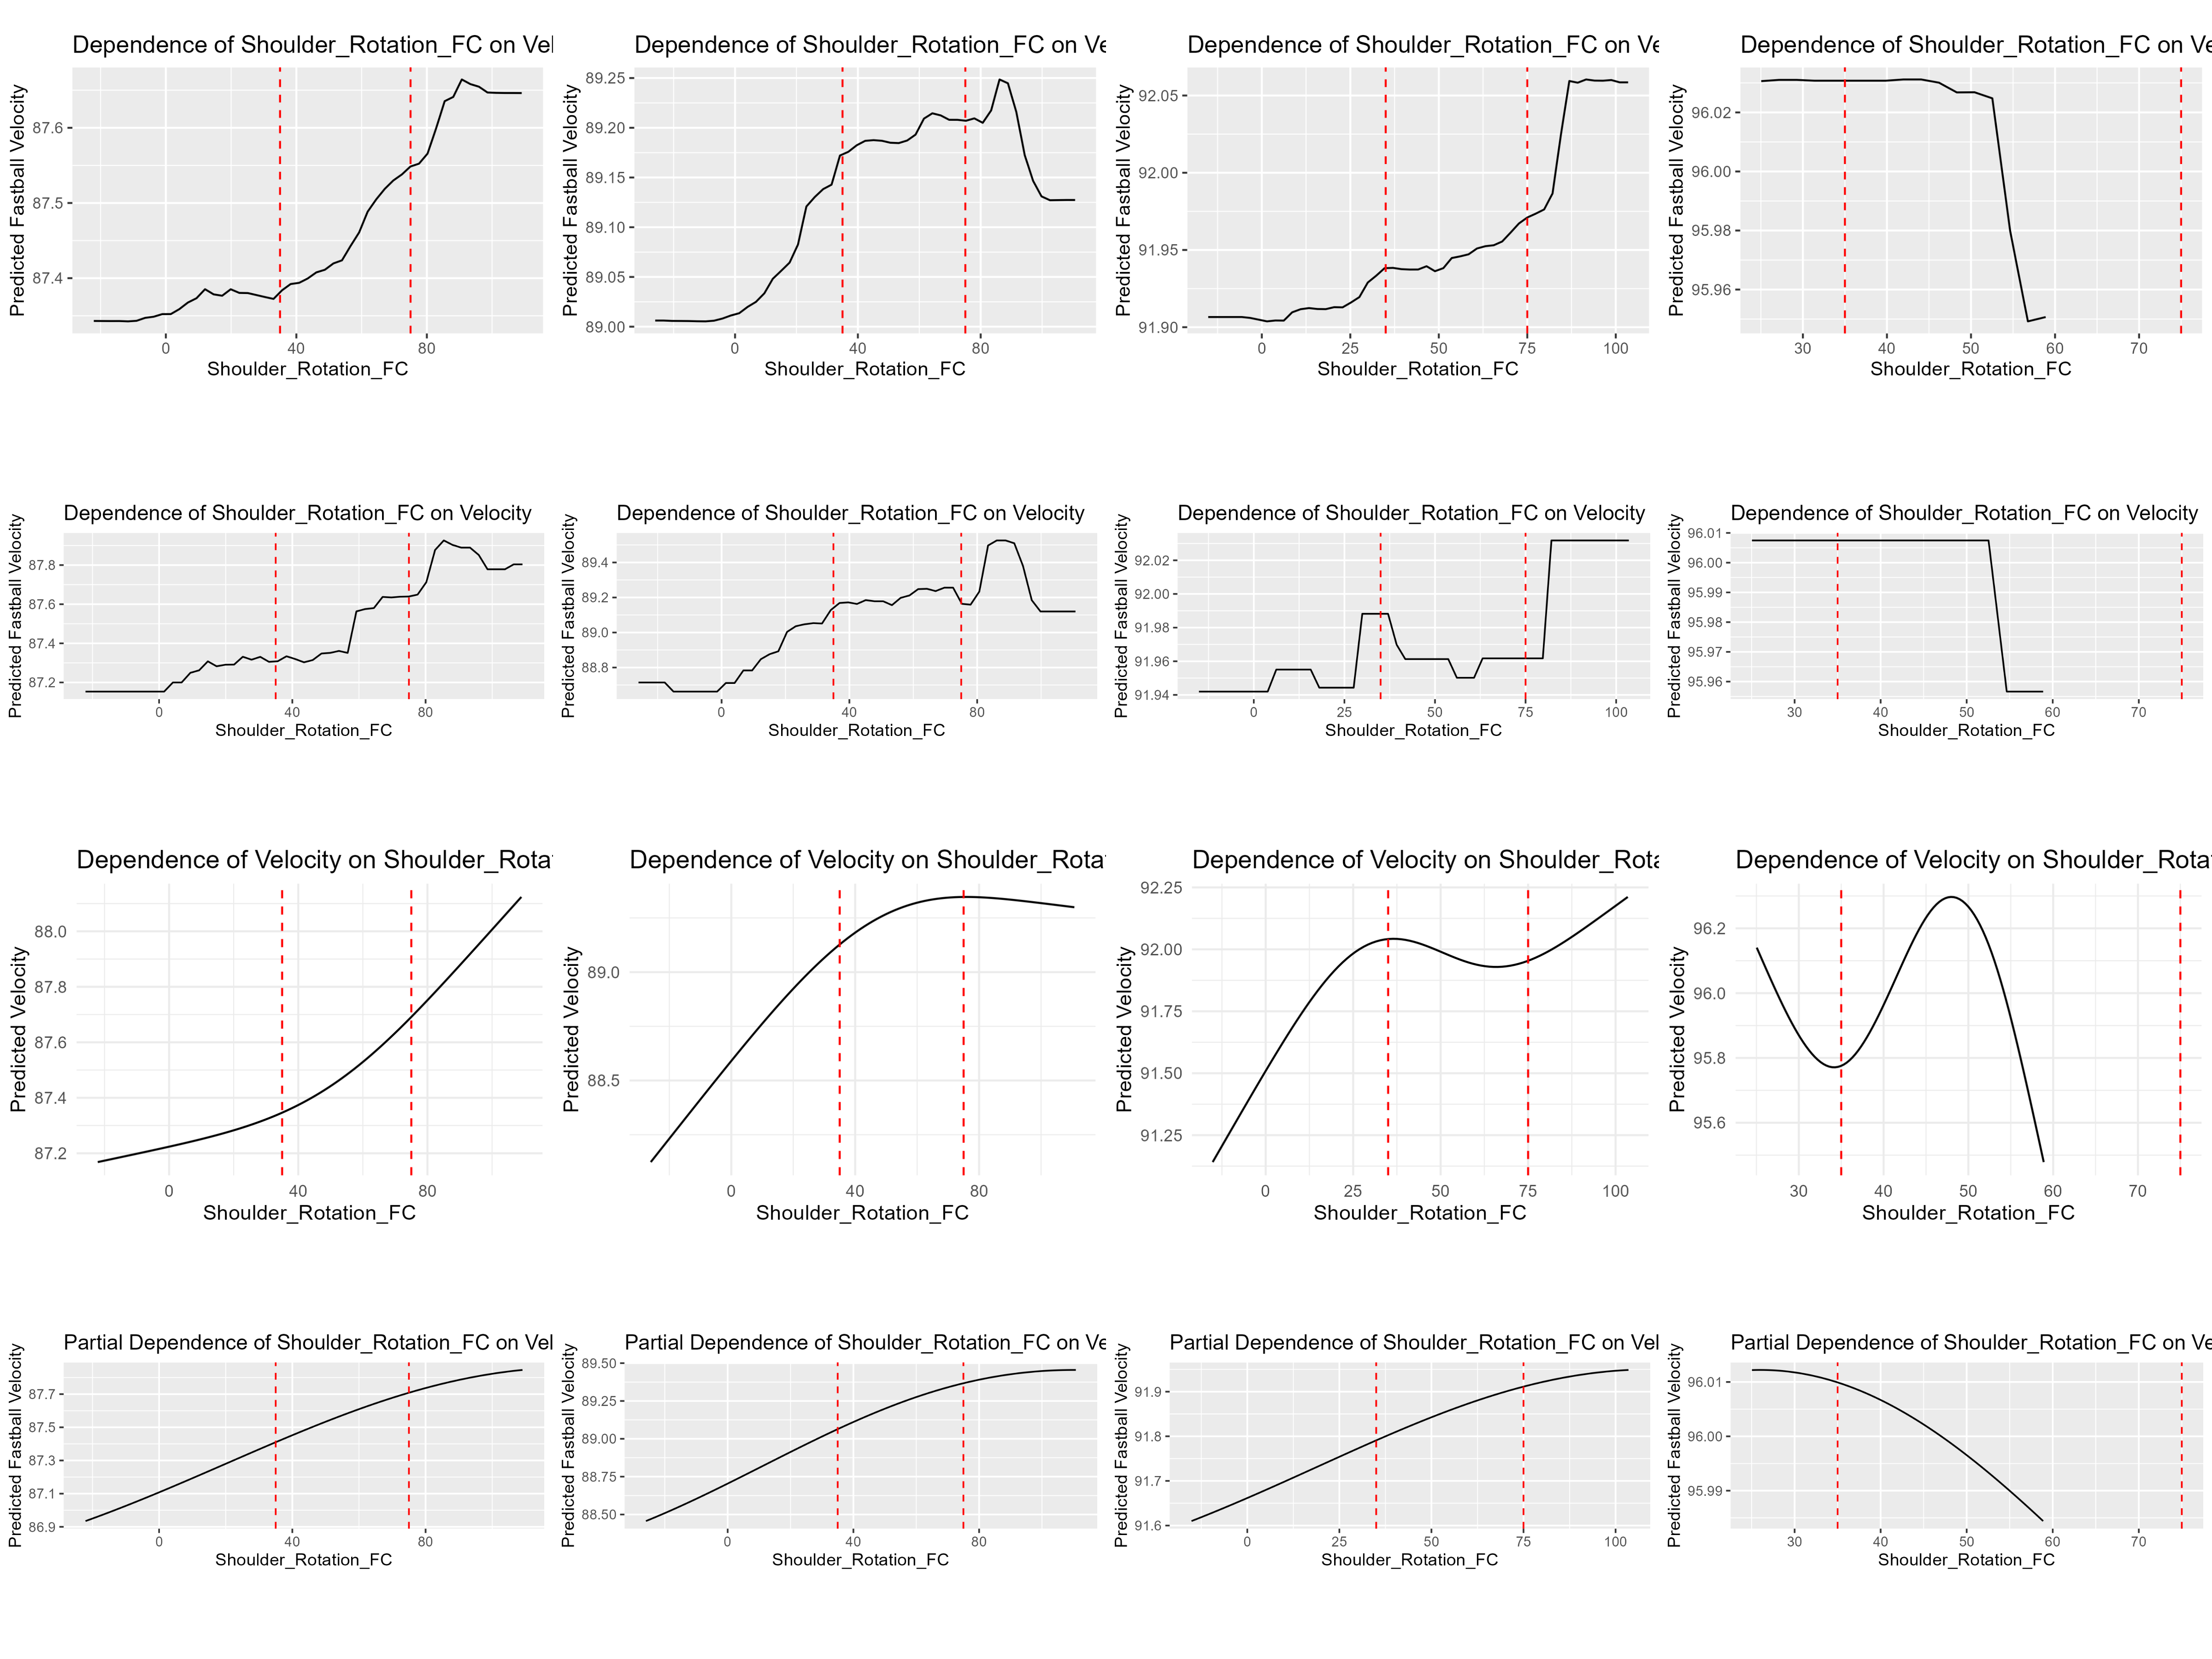 Dependence of Shoulder_Rotation_FC on Vel
Predicted Fastball Velocity
87.6
87.5
87.4
0 40 80
Shoulder_Rotation_FC
Dependence of Shoulder_Rotation_FC on Ve
Predicted Fastball Velocity
89.25
89.20
89.15
89.10
89.05
89.00
0 40 80
Shoulder_Rotation_FC
Dependence of Shoulder_Rotation_FC on Ve
Predicted Fastball Velocity
92.05
92.00
91.95
91.90
0 25 50 75 100
Shoulder_Rotation_FC
Dependence of Shoulder_Rotation_FC on Ve
Predicted Fastball Velocity
96.02
96.00
95.98
95.96
30 40 50 60 70
Shoulder_Rotation_FC
Dependence of Shoulder_Rotation_FC on Velocity
Predicted Fastball Velocity
87.8
87.6
87.4
87.2
0 40 80
Shoulder_Rotation_FC
Dependence of Shoulder_Rotation_FC on Velocity
Predicted Fastball Velocity
89.4
89.2
89.0
88.8
0 40 80
Shoulder_Rotation_FC
Dependence of Shoulder_Rotation_FC on Velocity
Predicted Fastball Velocity
92.02
92.00
91.98
91.96
91.94
0 25 50 75 100
Shoulder_Rotation_FC
Dependence of Shoulder_Rotation_FC on Velocity
Predicted Fastball Velocity
96.01
96.00
95.99
95.98
95.97
95.96
30 40 50 60 70
Shoulder_Rotation_FC
Dependence of Velocity on Shoulder_Rota
Predicted Velocity
88.0
87.8
87.6
87.4
87.2
0 40 80
Shoulder_Rotation_FC
Dependence of Velocity on Shoulder_Rota
Predicted Velocity
89.0
88.5
0 40 80
Shoulder_Rotation_FC
Dependence of Velocity on Shoulder_Rota
Predicted Velocity
92.25
92.00
91.75
91.50
91.25
0 25 50 75 100
Shoulder_Rotation_FC
Dependence of Velocity on Shoulder_Rotat
Predicted Velocity
96.2
96.0
95.8
95.6
30 40 50 60 70
Shoulder_Rotation_FC
Partial Dependence of Shoulder_Rotation_FC on Vel
Predicted Fastball Velocity
87.7
87.5
87.3
87.1
86.9
0 40 80
Shoulder_Rotation_FC
Partial Dependence of Shoulder_Rotation_FC on Ve
Predicted Fastball Velocity
89.50
89.25
89.00
88.75
88.50
0 40 80
Shoulder_Rotation_FC
Partial Dependence of Shoulder_Rotation_FC on Vel
Predicted Fastball Velocity
91.9
91.8
91.7
91.6
0 25 50 75 100
Shoulder_Rotation_FC
Partial Dependence of Shoulder_Rotation_FC on Ve
Predicted Fastball Velocity
96.01
96.00
95.99
30 40 50 60 70
Shoulder_Rotation_FC